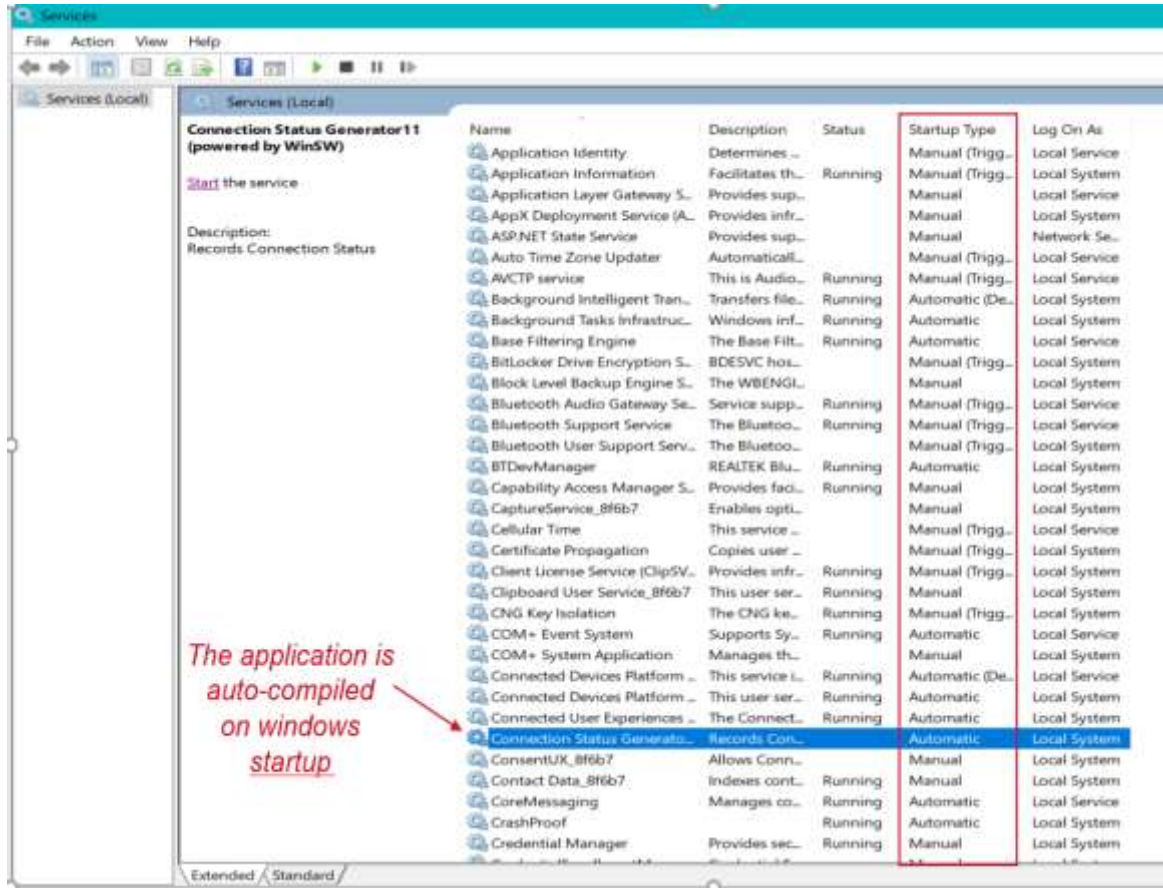 Services
File Action View Help
Services (Local)
Services (Local)
Connection Status Generator11
(powered by WinSW)
Start the service
Description:
Records Connection Status
Name Description Status Startup Type Log On As
Application Identity Determines ... Manual (Trigg... Local Service
Application Information Facilitates th... Running Manual (Trigg... Local System
Application Layer Gateway S... Provides sup... Manual Local Service
AppX Deployment Service (A... Provides infr... Manual Local System
ASP.NET State Service Provides sup... Manual Network Se...
Auto Time Zone Updater Automaticall... Manual (Trigg... Local Service
AVCTP service This is Audio... Running Manual (Trigg... Local Service
Background Intelligent Tran... Transfers file... Running Automatic (De... Local System
Background Tasks Infrastruc... Windows inf... Running Automatic Local System
Base Filtering Engine The Base Filt... Running Automatic Local Service
BitLocker Drive Encryption S... BDESVC hos... Manual (Trigg... Local System
Block Level Backup Engine S... The WBENGI... Manual Local System
Bluetooth Audio Gateway Se... Service supp... Running Manual (Trigg... Local Service
Bluetooth Support Service The Bluetoo... Running Manual (Trigg... Local Service
Bluetooth User Support Serv... The Bluetoo... Manual (Trigg... Local System
BTDevManager REALTEK Blu... Running Automatic Local System
Capability Access Manager S... Provides faci... Running Manual Local System
CaptureService_8f6b7 Enables opti... Manual Local System
Cellular Time This service ... Manual (Trigg... Local Service
Certificate Propagation Copies user ... Manual (Trigg... Local System
Client License Service (ClipSV... Provides infr... Running Manual (Trigg... Local System
Clipboard User Service_8f6b7 This user ser... Running Manual Local System
CNG Key Isolation The CNG ke... Running Manual (Trigg... Local System
COM+ Event System Supports Sy... Running Automatic Local Service
COM+ System Application Manages th... Manual Local System
Connected Devices Platform ... This service i... Running Automatic (De... Local Service
Connected Devices Platform ... This user ser... Running Automatic Local System
Connected User Experiences ... The Connect... Running Automatic Local System
Connection Status Generato... Records Con... Automatic Local System
ConsentUX_8f6b7 Allows Conn... Manual Local System
Contact Data_8f6b7 Indexes cont... Running Manual Local System
CoreMessaging Manages co... Running Automatic Local Service
CrashProof Running Automatic Local System
Credential Manager Provides sec... Running Manual Local System
The application is
auto-compiled
on windows
startup
Extended Standard